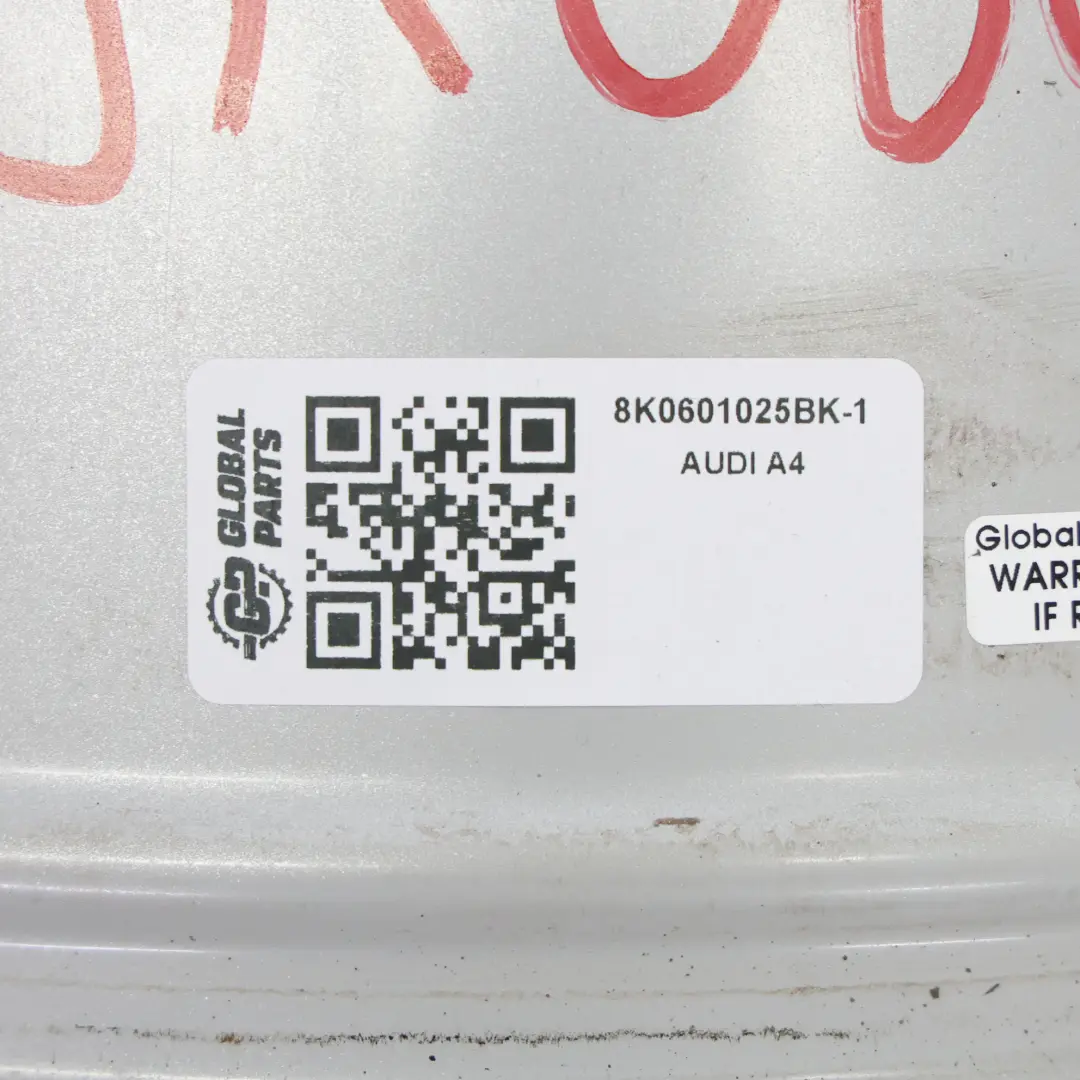 GLOBAL
PARTS
8K0601025BK-1
AUDI A4
Global
WARR
IF R